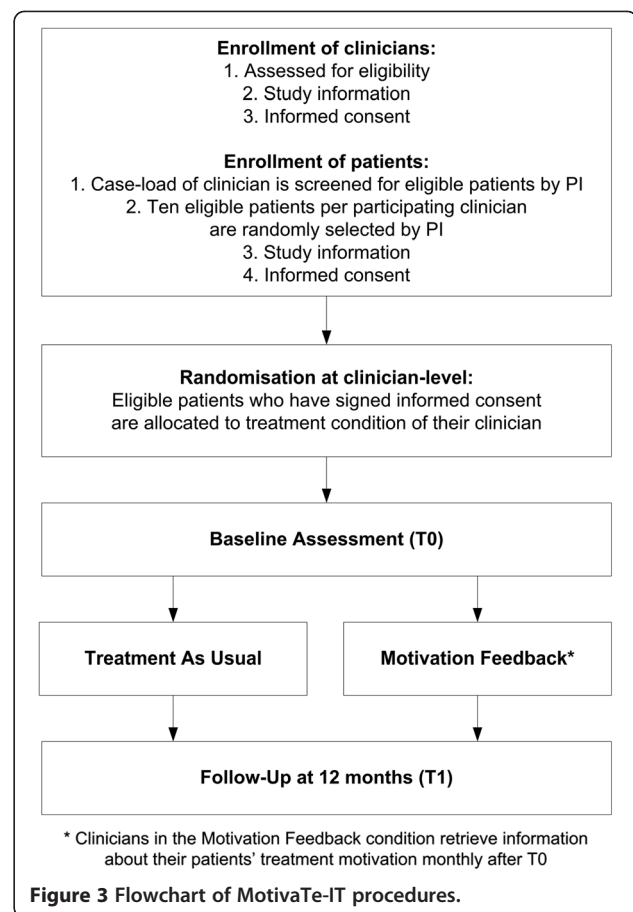 Enrollment of clinicians:
1. Assessed for eligibility
2. Study information
3. Informed consent
Enrollment of patients:
1. Case-load of clinician is screened for eligible patients by PI
2. Ten eligible patients per participating clinician
are randomly selected by PI
3. Study information
4. Informed consent
Randomisation at clinician-level:
Eligible patients who have signed informed consent
are allocated to treatment condition of their clinician
Baseline Assessment (T0)
Treatment As Usual
Motivation Feedback*
Follow-Up at 12 months (T1)
* Clinicians in the Motivation Feedback condition retrieve information
about their patients' treatment motivation monthly after T0
Figure 3 Flowchart of MotivaTe-IT procedures.